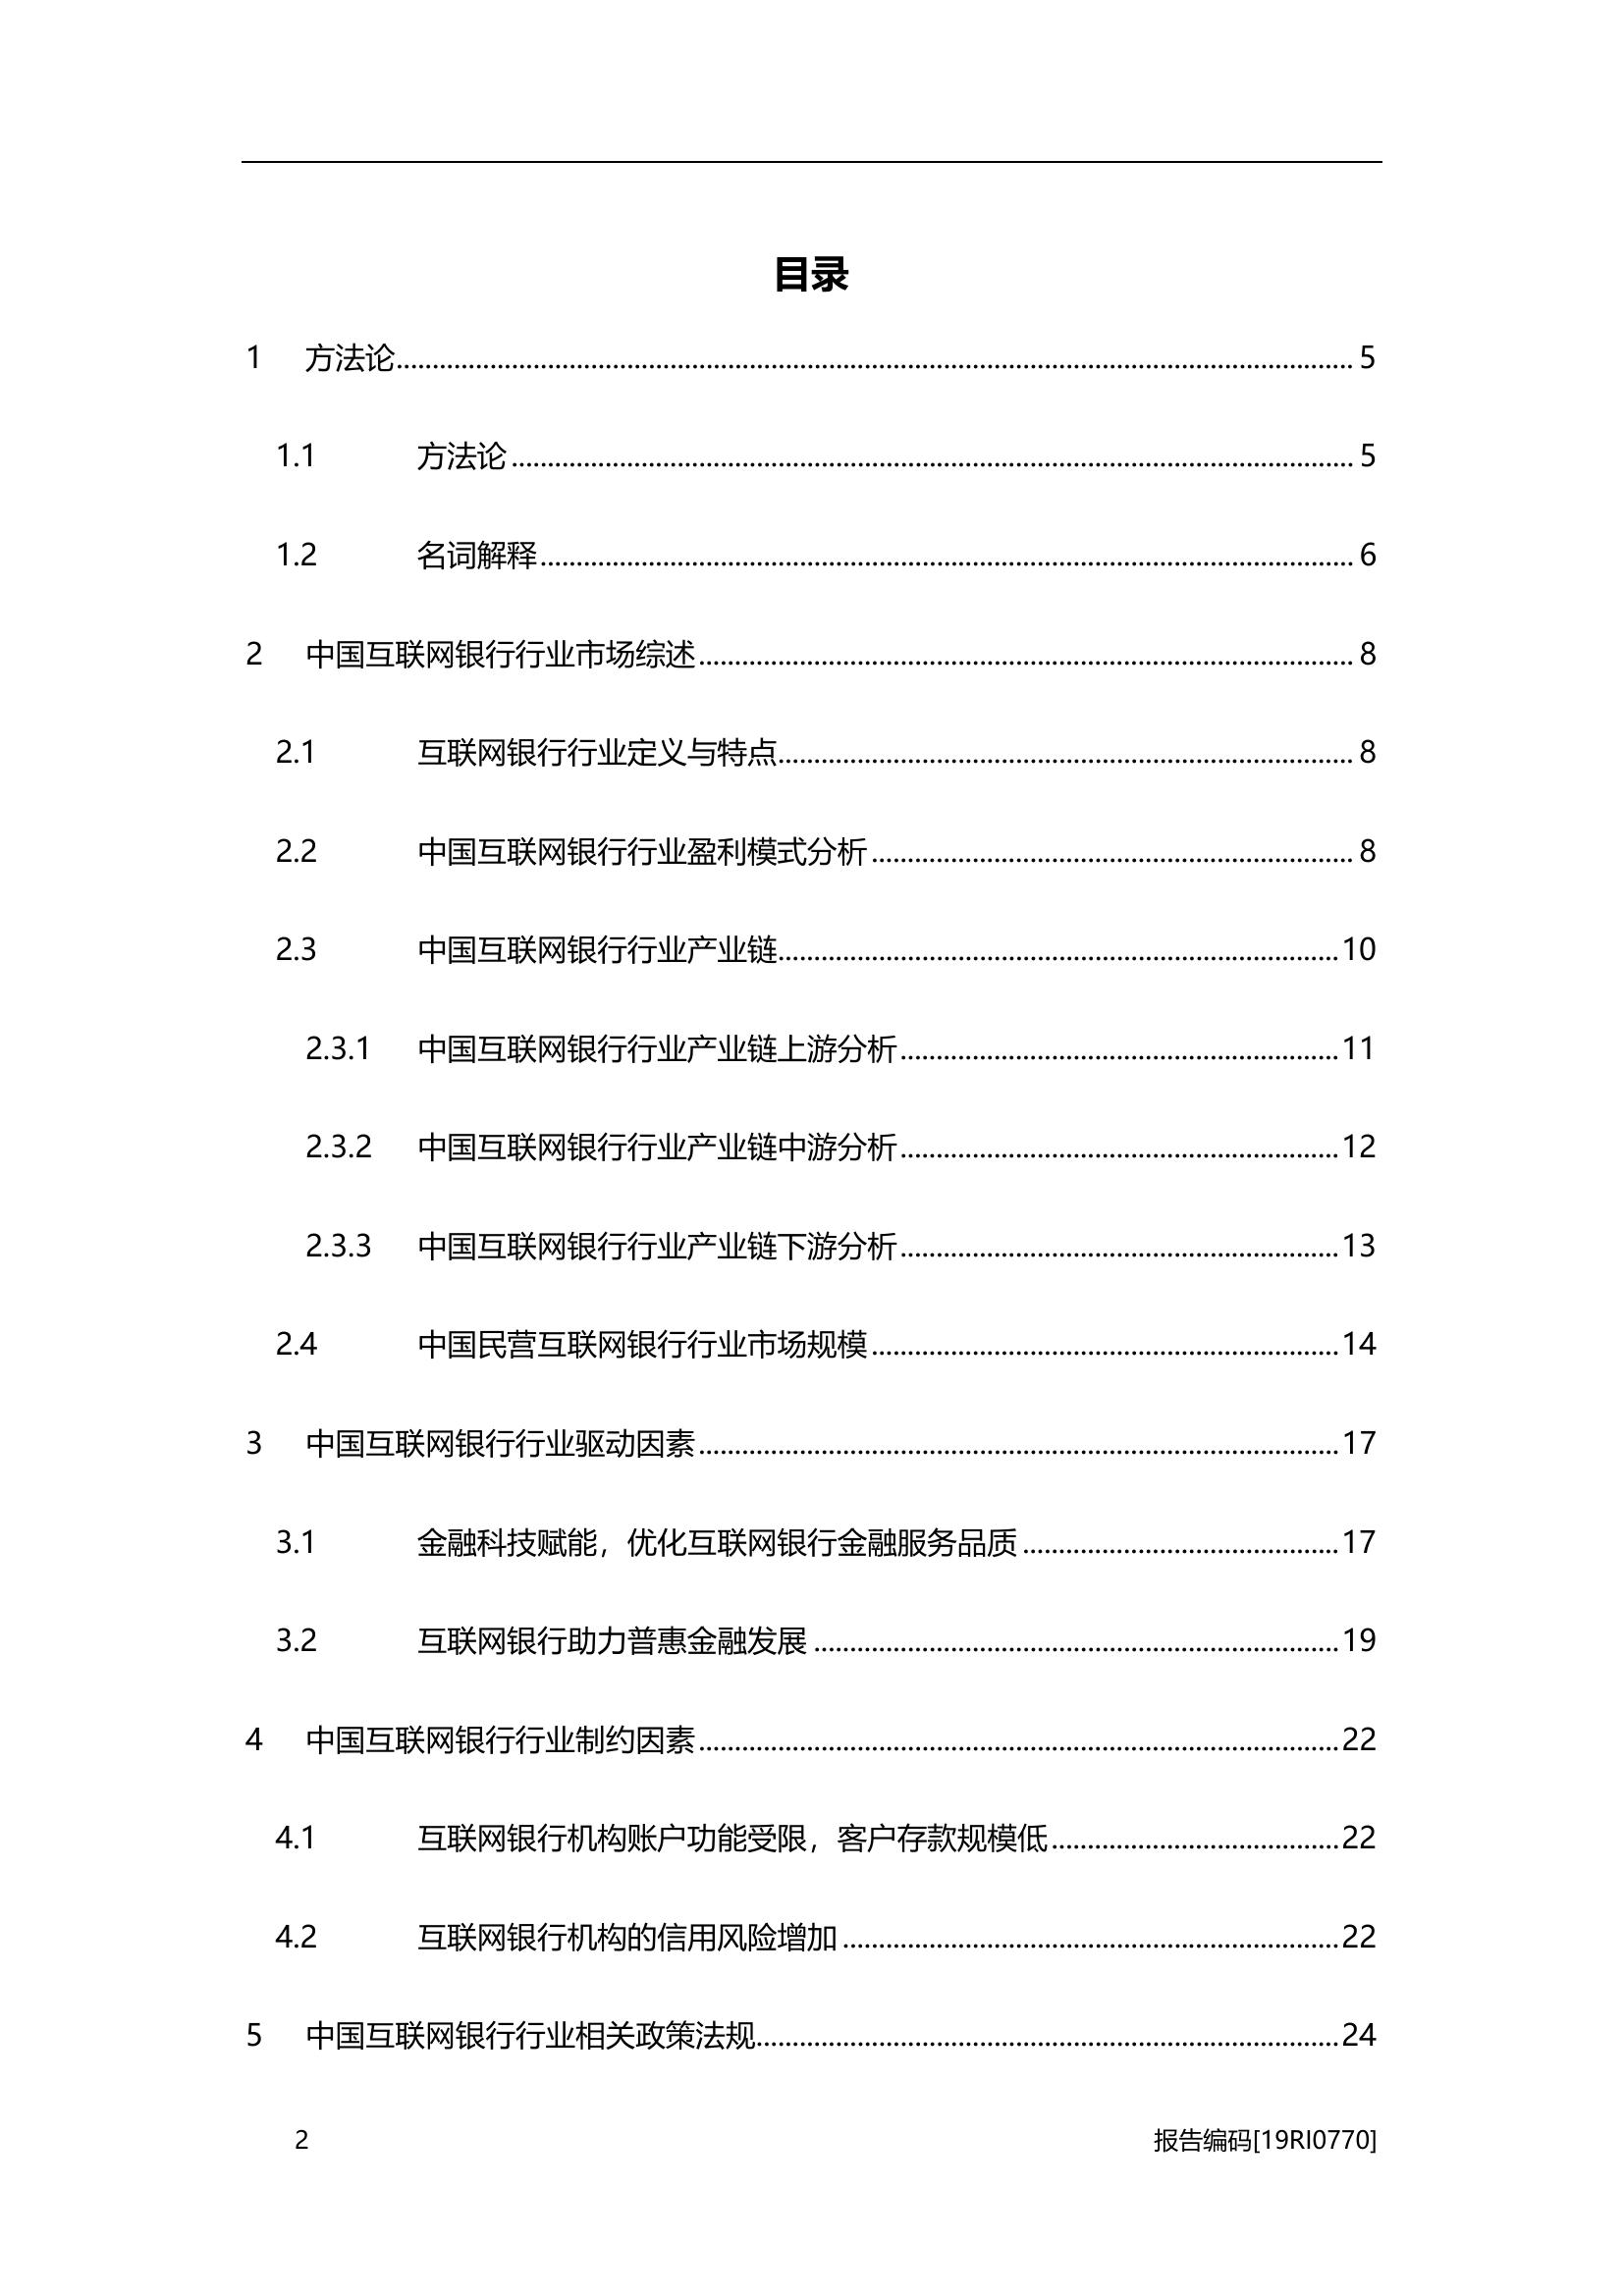 目录
1 方法论 5
1.1 方法论 5
1.2 名词解释 6
2 中国互联网银行行业市场综述 8
2.1 互联网银行行业定义与特点 8
2.2 中国互联网银行行业盈利模式分析 8
2.3 中国互联网银行行业产业链 10
2.3.1 中国互联网银行行业产业链上游分析 11
2.3.2 中国互联网银行行业产业链中游分析 12
2.3.3 中国互联网银行行业产业链下游分析 13
2.4 中国民营互联网银行行业市场规模 14
3 中国互联网银行行业驱动因素 17
3.1 金融科技赋能，优化互联网银行金融服务品质 17
3.2 互联网银行助力普惠金融发展 19
4 中国互联网银行行业制约因素 22
4.1 互联网银行机构账户功能受限，客户存款规模低 22
4.2 互联网银行机构的信用风险增加 22
5 中国互联网银行行业相关政策法规 24
2 报告编码[19RI0770]